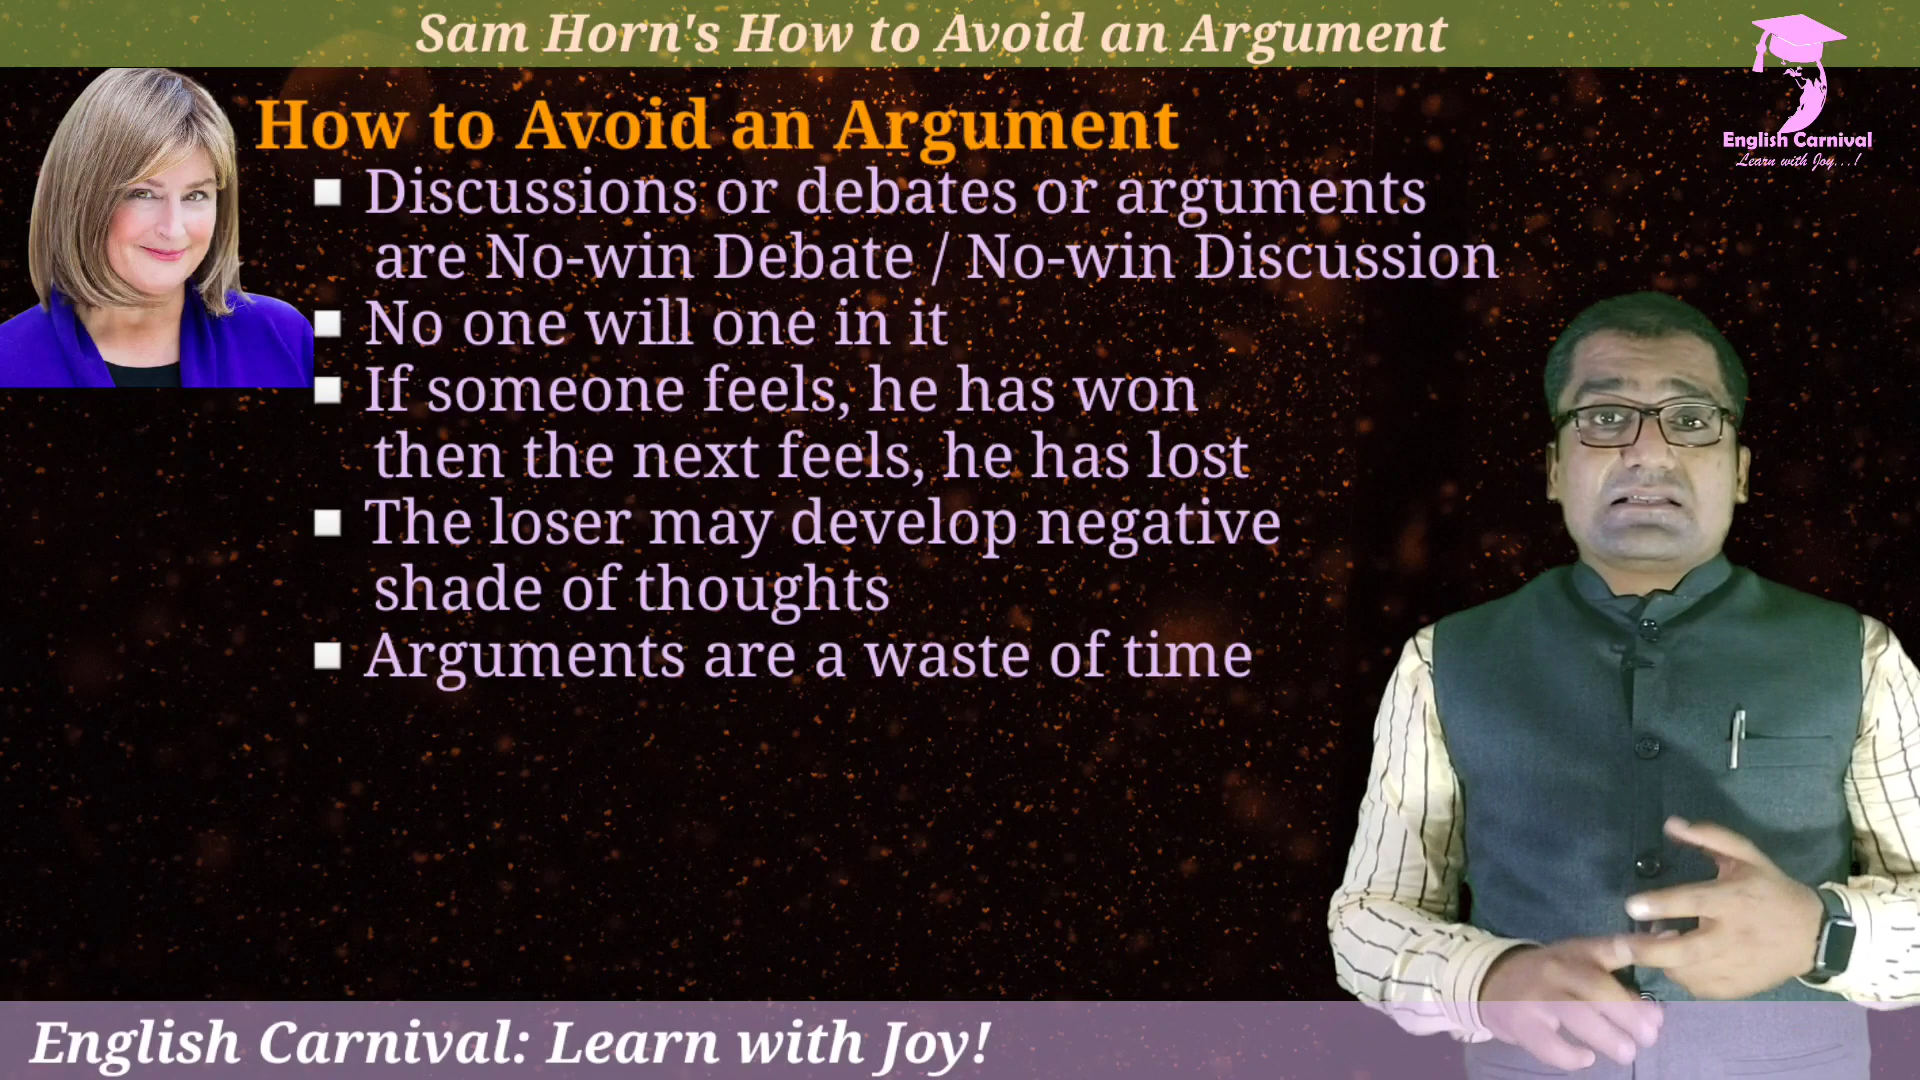 Sam Horn's How to Avoid an Argument
English Carnival
Learn with Joy...!
How to Avoid an Argument
Discussions or debates or arguments
are No-win Debate / No-win Discussion
No one will one in it
If someone feels, he has won
then the next feels, he has lost
The loser may develop negative
shade of thoughts
Arguments are a waste of time
English Carnival: Learn with Joy!